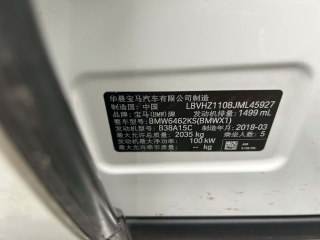 华晨宝马汽车有限公司制造
制造国：中国 LBVHZ1108JML45927
品牌：宝马(BMW)牌 发动机排量：1499 mL
整车型号：BMW6462KS(BMWX1)
发动机型号：B38A15C 制造年月：2018-03
最大允许总质量：2035 kg 乘坐人数：5
发动机最大净功率：100 kW